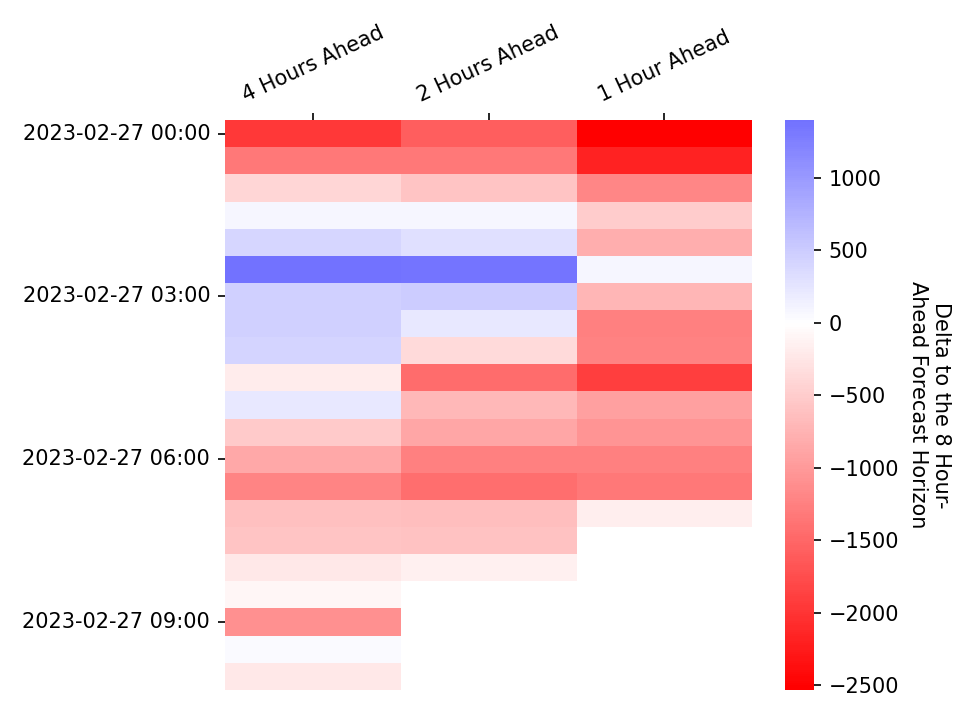 4 Hours Ahead
2 Hours Ahead
1 Hour Ahead
2023-02-27 00:00
2023-02-27 03:00
2023-02-27 06:00
2023-02-27 09:00
1000
500
0
−500
−1000
−1500
−2000
−2500
Delta to the 8 Hour-
Ahead Forecast Horizon